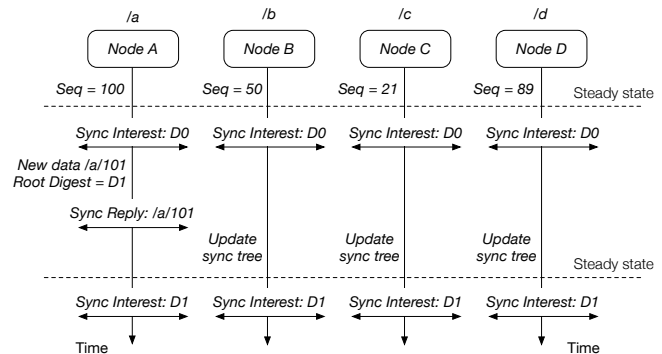 /a /b /c /d
Node A Node B Node C Node D
Seq = 100 Seq = 50 Seq = 21 Seq = 89
Steady state
Sync Interest: D0 Sync Interest: D0 Sync Interest: D0 Sync Interest: D0
New data /a/101
Root Digest = D1
Sync Reply: /a/101
Update Update Update
sync tree sync tree sync tree
Steady state
Sync Interest: D1 Sync Interest: D1 Sync Interest: D1 Sync Interest: D1
Time Time